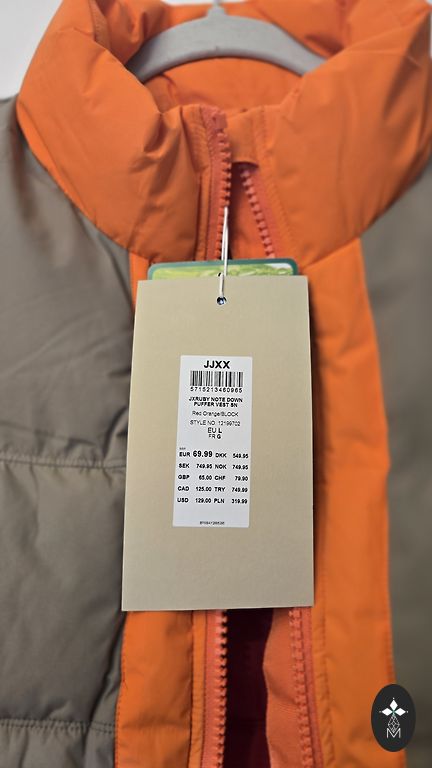 JJXX
5715213460965
JXRUBY NOTE DOWN
PUFFER VEST SN
Red Orange/BLOCK
STYLE NO. 12199702
EU L
FR G
EUR 69.99 DKK 549.95
SEK 749.95 NOK 749.95
GBP 65.00 CHF 79.90
CAD 125.00 TRY 749.99
USD 129.00 PLN 319.99
M